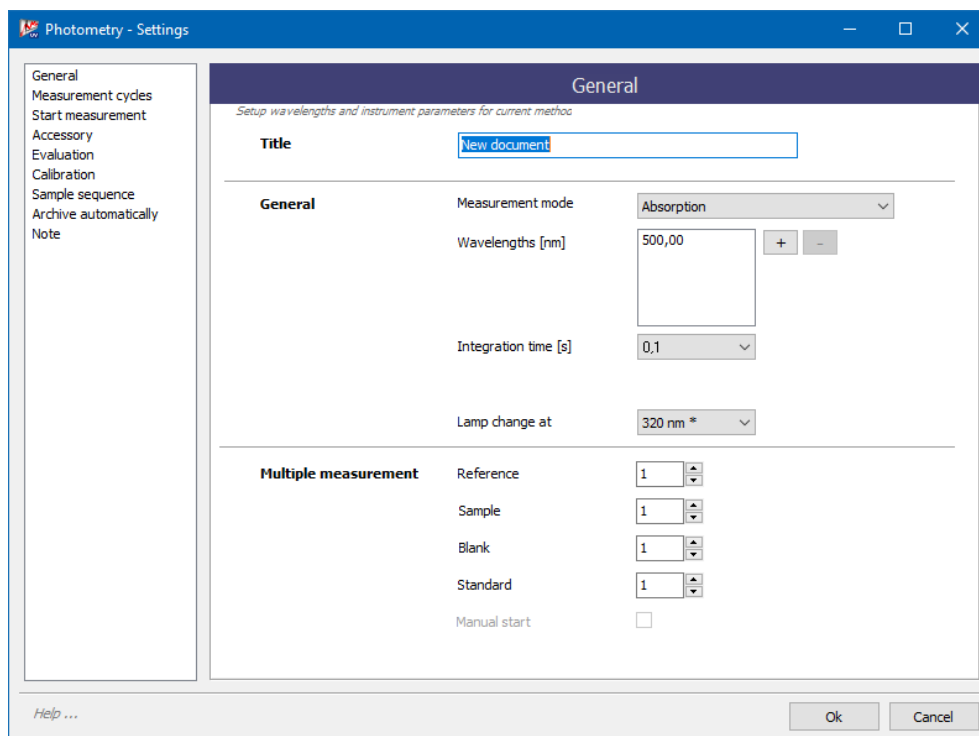 Photometry - Settings
General
Measurement cycles
Start measurement
Accessory
Evaluation
Calibration
Sample sequence
Archive automatically
Note
General
Setup wavelengths and instrument parameters for current method
Title New document
General Measurement mode Absorption
Wavelengths [nm] 500,00 + -
Integration time [s] 0,1
Lamp change at 320 nm *
Multiple measurement Reference 1
Sample 1
Blank 1
Standard 1
Manual start
Help ... Ok Cancel